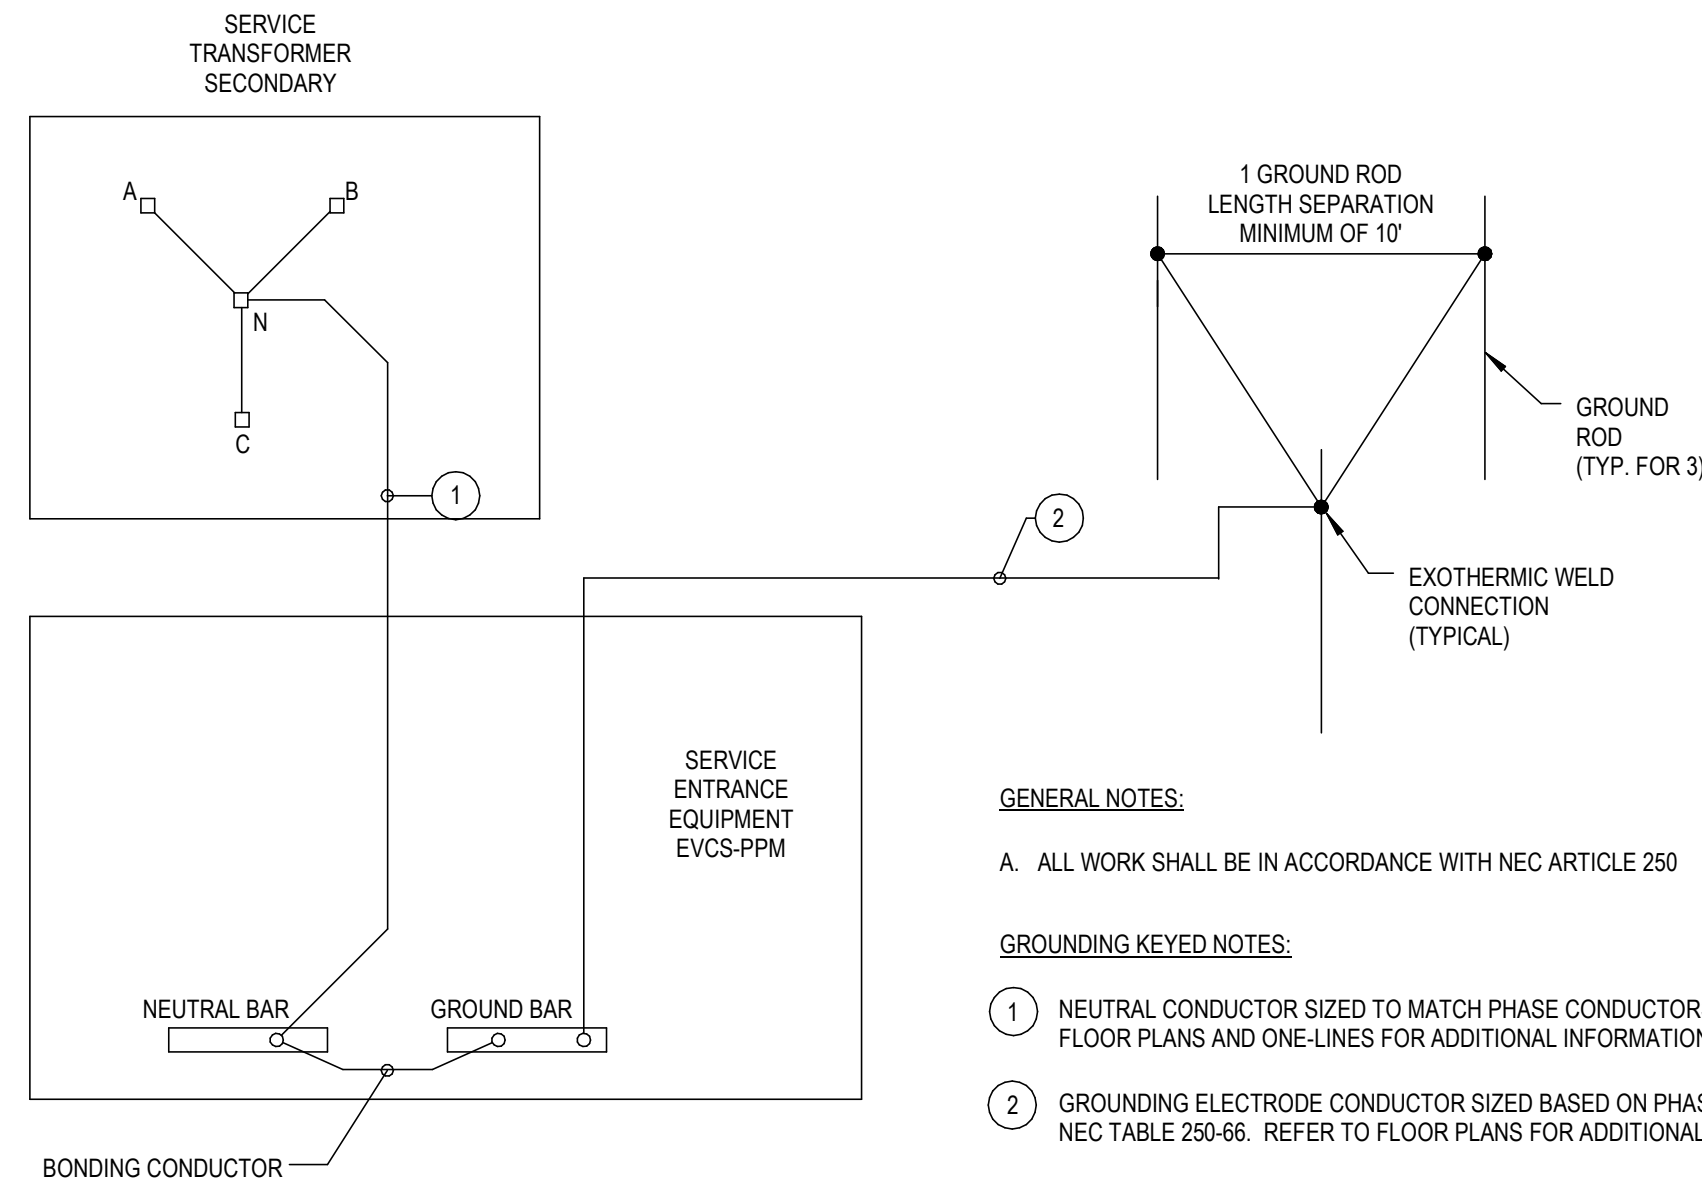 SERVICE
TRANSFORMER
SECONDARY
A
B
N
C
1
1 GROUND ROD
LENGTH SEPARATION
MINIMUM OF 10'
GROUND
ROD
(TYP. FOR 3)
2
EXOTHERMIC WELD
CONNECTION
(TYPICAL)
SERVICE
ENTRANCE
EQUIPMENT
EVCS-PPM
NEUTRAL BAR
GROUND BAR
BONDING CONDUCTOR
GENERAL NOTES:
A. ALL WORK SHALL BE IN ACCORDANCE WITH NEC ARTICLE 250
GROUNDING KEYED NOTES:
1 NEUTRAL CONDUCTOR SIZED TO MATCH PHASE CONDUCTOR
FLOOR PLANS AND ONE-LINES FOR ADDITIONAL INFORMATION
2 GROUNDING ELECTRODE CONDUCTOR SIZED BASED ON
NEC TABLE 250-66. REFER TO FLOOR PLANS FOR ADDITIONAL